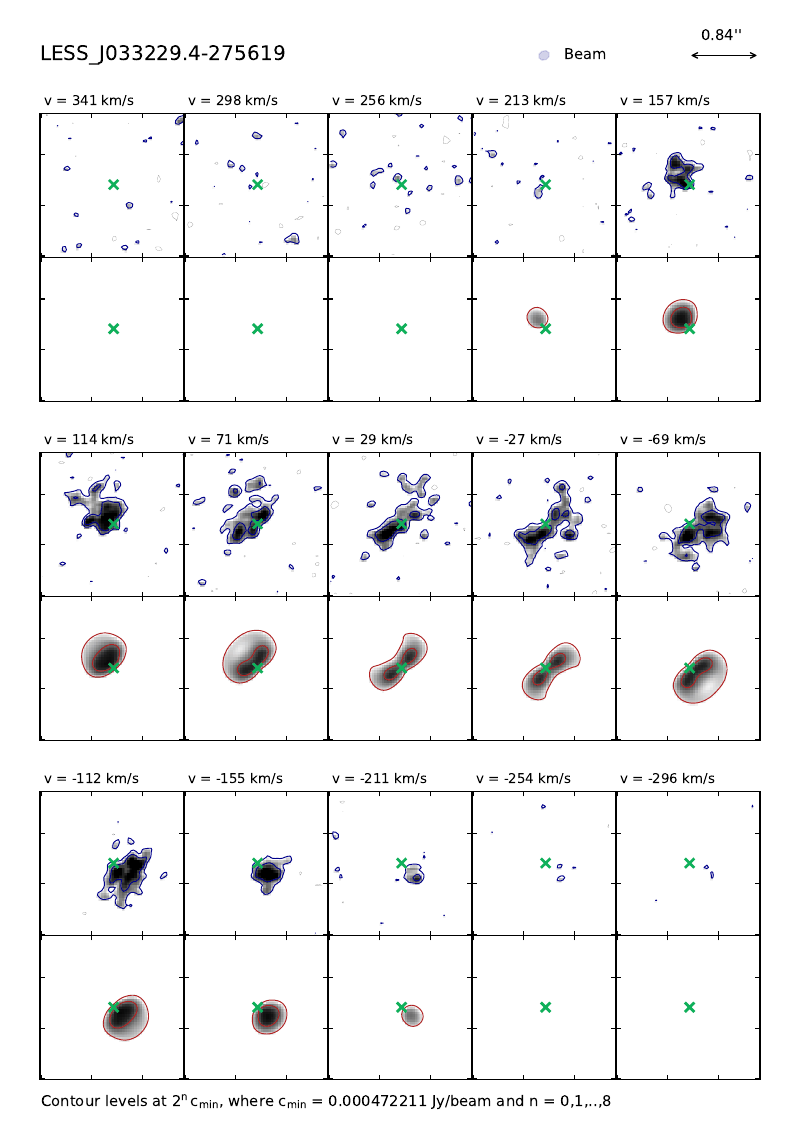 0.84''
LESS_J033229.4-275619 Beam
v = 341 km/s v = 298 km/s v = 256 km/s v = 213 km/s v = 157 km/s
v = 114 km/s v = 71 km/s v = 29 km/s v = -27 km/s v = -69 km/s
v = -112 km/s v = -155 km/s v = -211 km/s v = -254 km/s v = -296 km/s
Contour levels at 2ⁿ cmin, where cmin = 0.000472211 Jy/beam and n = 0,1,..,8